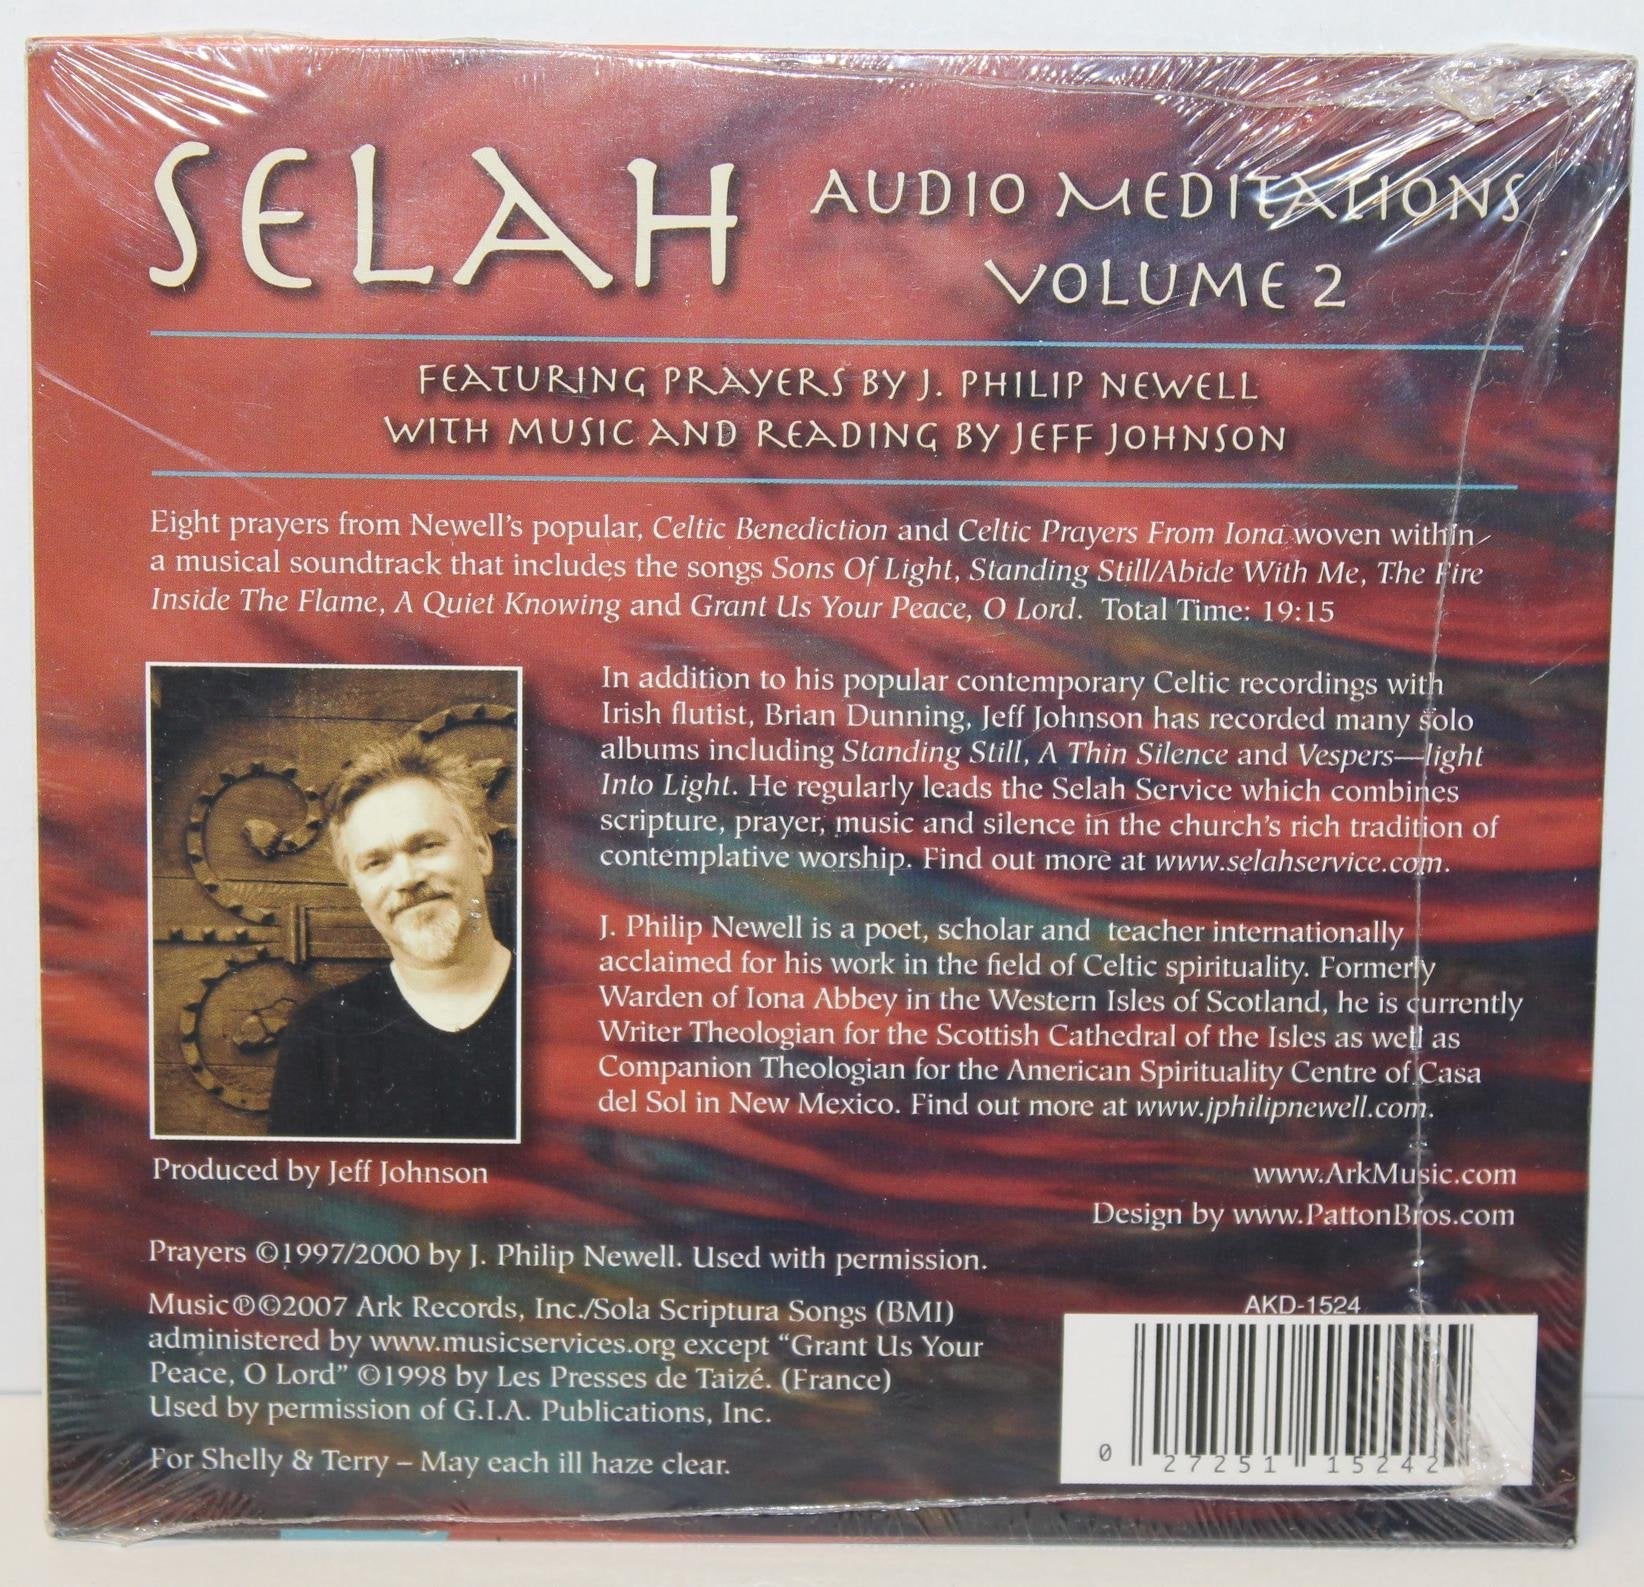 SELAH
AUDIO MEDITATIONS
VOLUME 2
FEATURING PRAYERS BY J. PHILIP NEWELL
WITH MUSIC AND READING BY JEFF JOHNSON
Eight prayers from Newell's popular, Celtic Benediction and Celtic Prayers From Iona woven within
a musical soundtrack that includes the songs Sons Of Light, Standing Still/Abide With Me, The Fire
Inside The Flame, A Quiet Knowing and Grant Us Your Peace, O Lord. Total Time: 19:15
In addition to his popular contemporary Celtic recordings with
Irish flutist, Brian Dunning, Jeff Johnson has recorded many solo
albums including Standing Still, A Thin Silence and Vespers—light
Into Light. He regularly leads the Selah Service which combines
scripture, prayer, music and silence in the church's rich tradition of
contemplative worship. Find out more at www.selahservice.com.
J. Philip Newell is a poet, scholar and teacher internationally
acclaimed for his work in the field of Celtic spirituality. Formerly
Warden of Iona Abbey in the Western Isles of Scotland, he is currently
Writer Theologian for the Scottish Cathedral of the Isles as well as
Companion Theologian for the American Spirituality Centre of Casa
del Sol in New Mexico. Find out more at www.jphilipnewell.com.
Produced by Jeff Johnson
www.ArkMusic.com
Design by www.PattonBros.com
Prayers ©1997/2000 by J. Philip Newell. Used with permission.
Music ℗©2007 Ark Records, Inc./Sola Scriptura Songs (BMI)
administered by www.musicservices.org except "Grant Us Your
Peace, O Lord" ©1998 by Les Presses de Taizé. (France)
Used by permission of G.I.A. Publications, Inc.
For Shelly & Terry – May each ill haze clear.
AKD-1524
0 27251 15242 5